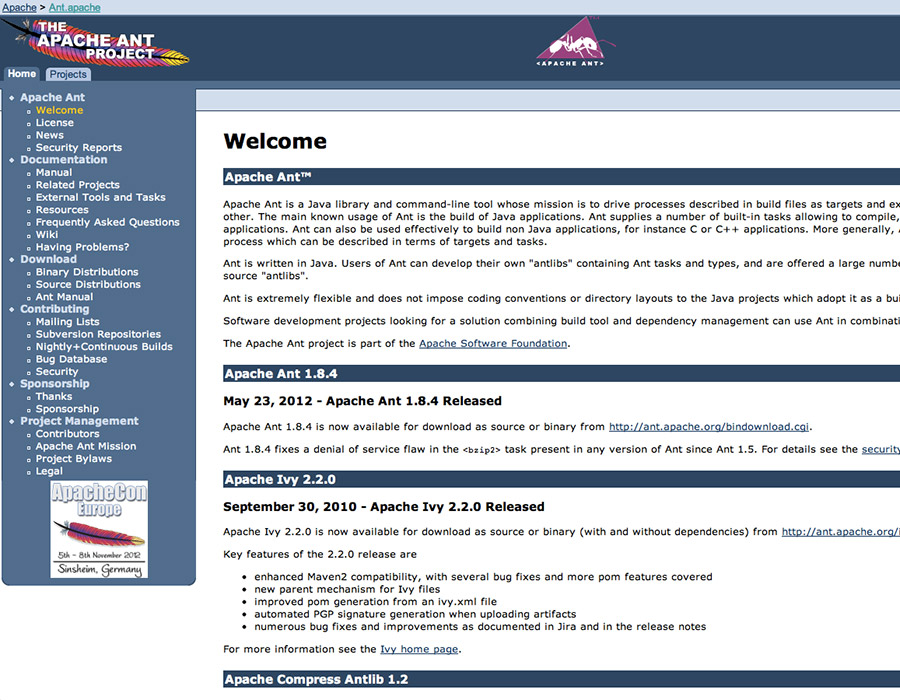 Apache > Ant.apache
THE
APACHE ANT
PROJECT
<APACHE ANT>
Home
Projects
Apache Ant
Welcome
License
News
Security Reports
Documentation
Manual
Related Projects
External Tools and Tasks
Resources
Frequently Asked Questions
Wiki
Having Problems?
Download
Binary Distributions
Source Distributions
Ant Manual
Contributing
Mailing Lists
Subversion Repositories
Nightly+Continuous Builds
Bug Database
Security
Sponsorship
Thanks
Sponsorship
Project Management
Contributors
Apache Ant Mission
Project Bylaws
Legal
ApacheCon
Europe
5th - 8th November 2012
Sinsheim, Germany
Welcome
Apache Ant™
Apache Ant is a Java library and command-line tool whose mission is to drive processes described in build files as targets and ex
other. The main known usage of Ant is the build of Java applications. Ant supplies a number of built-in tasks allowing to compile,
applications. Ant can also be used effectively to build non Java applications, for instance C or C++ applications. More generally, A
process which can be described in terms of targets and tasks.
Ant is written in Java. Users of Ant can develop their own "antlibs" containing Ant tasks and types, and are offered a large numbe
source "antlibs".
Ant is extremely flexible and does not impose coding conventions or directory layouts to the Java projects which adopt it as a bui
Software development projects looking for a solution combining build tool and dependency management can use Ant in combinati
The Apache Ant project is part of the Apache Software Foundation.
Apache Ant 1.8.4
May 23, 2012 - Apache Ant 1.8.4 Released
Apache Ant 1.8.4 is now available for download as source or binary from http://ant.apache.org/bindownload.cgi.
Ant 1.8.4 fixes a denial of service flaw in the <bzip2> task present in any version of Ant since Ant 1.5. For details see the security
Apache Ivy 2.2.0
September 30, 2010 - Apache Ivy 2.2.0 Released
Apache Ivy 2.2.0 is now available for download as source or binary (with and without dependencies) from http://ant.apache.org/i
Key features of the 2.2.0 release are
enhanced Maven2 compatibility, with several bug fixes and more pom features covered
new parent mechanism for Ivy files
improved pom generation from an ivy.xml file
automated PGP signature generation when uploading artifacts
numerous bug fixes and improvements as documented in Jira and in the release notes
For more information see the Ivy home page.
Apache Compress Antlib 1.2